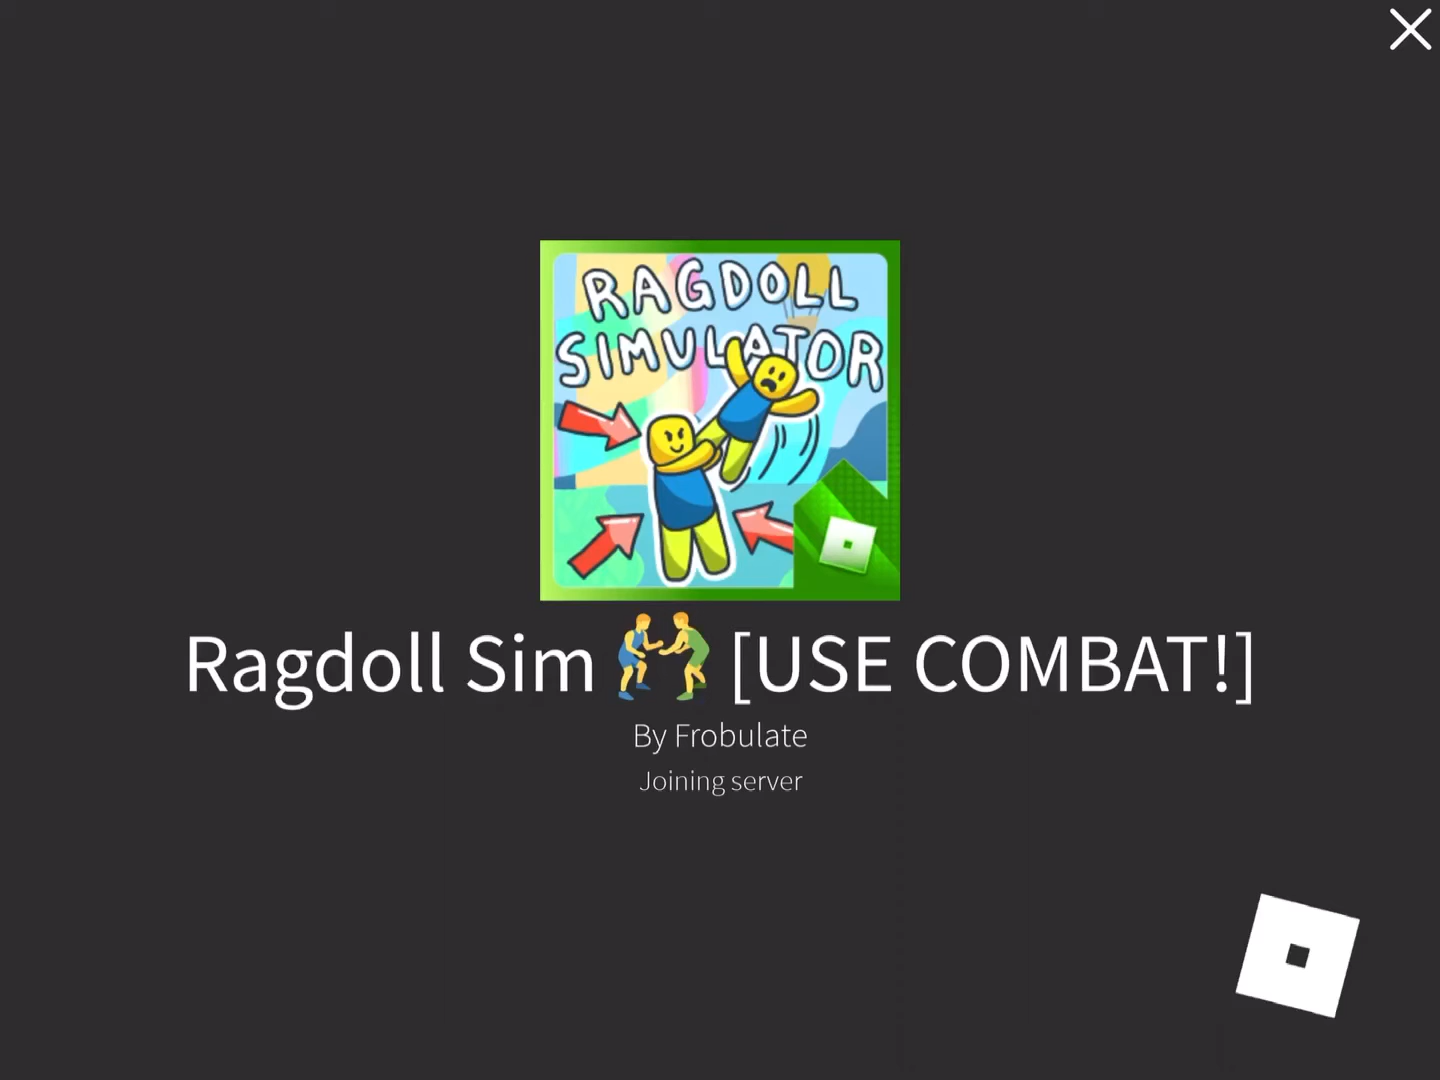 RAGDOLL
SIMULATOR
Ragdoll Sim 🤼 [USE COMBAT!]
By Frobulate
Joining server